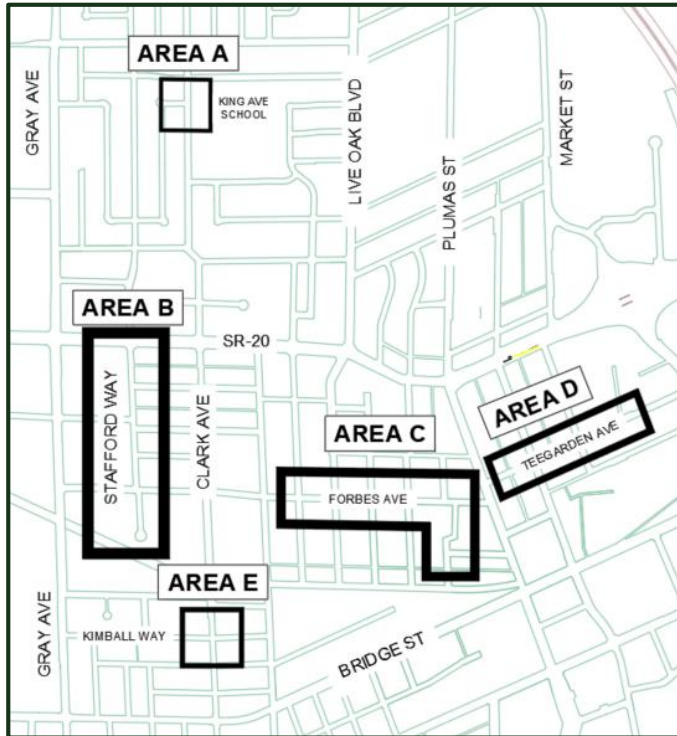 AREA A
KING AVE
SCHOOL
GRAY AVE
LIVE OAK BLVD
PLUMAS ST
MARKET ST
AREA B
SR-20
STAFFORD WAY
CLARK AVE
AREA C
FORBES AVE
AREA D
TEEGARDEN AVE
AREA E
KIMBALL WAY
GRAY AVE
BRIDGE ST